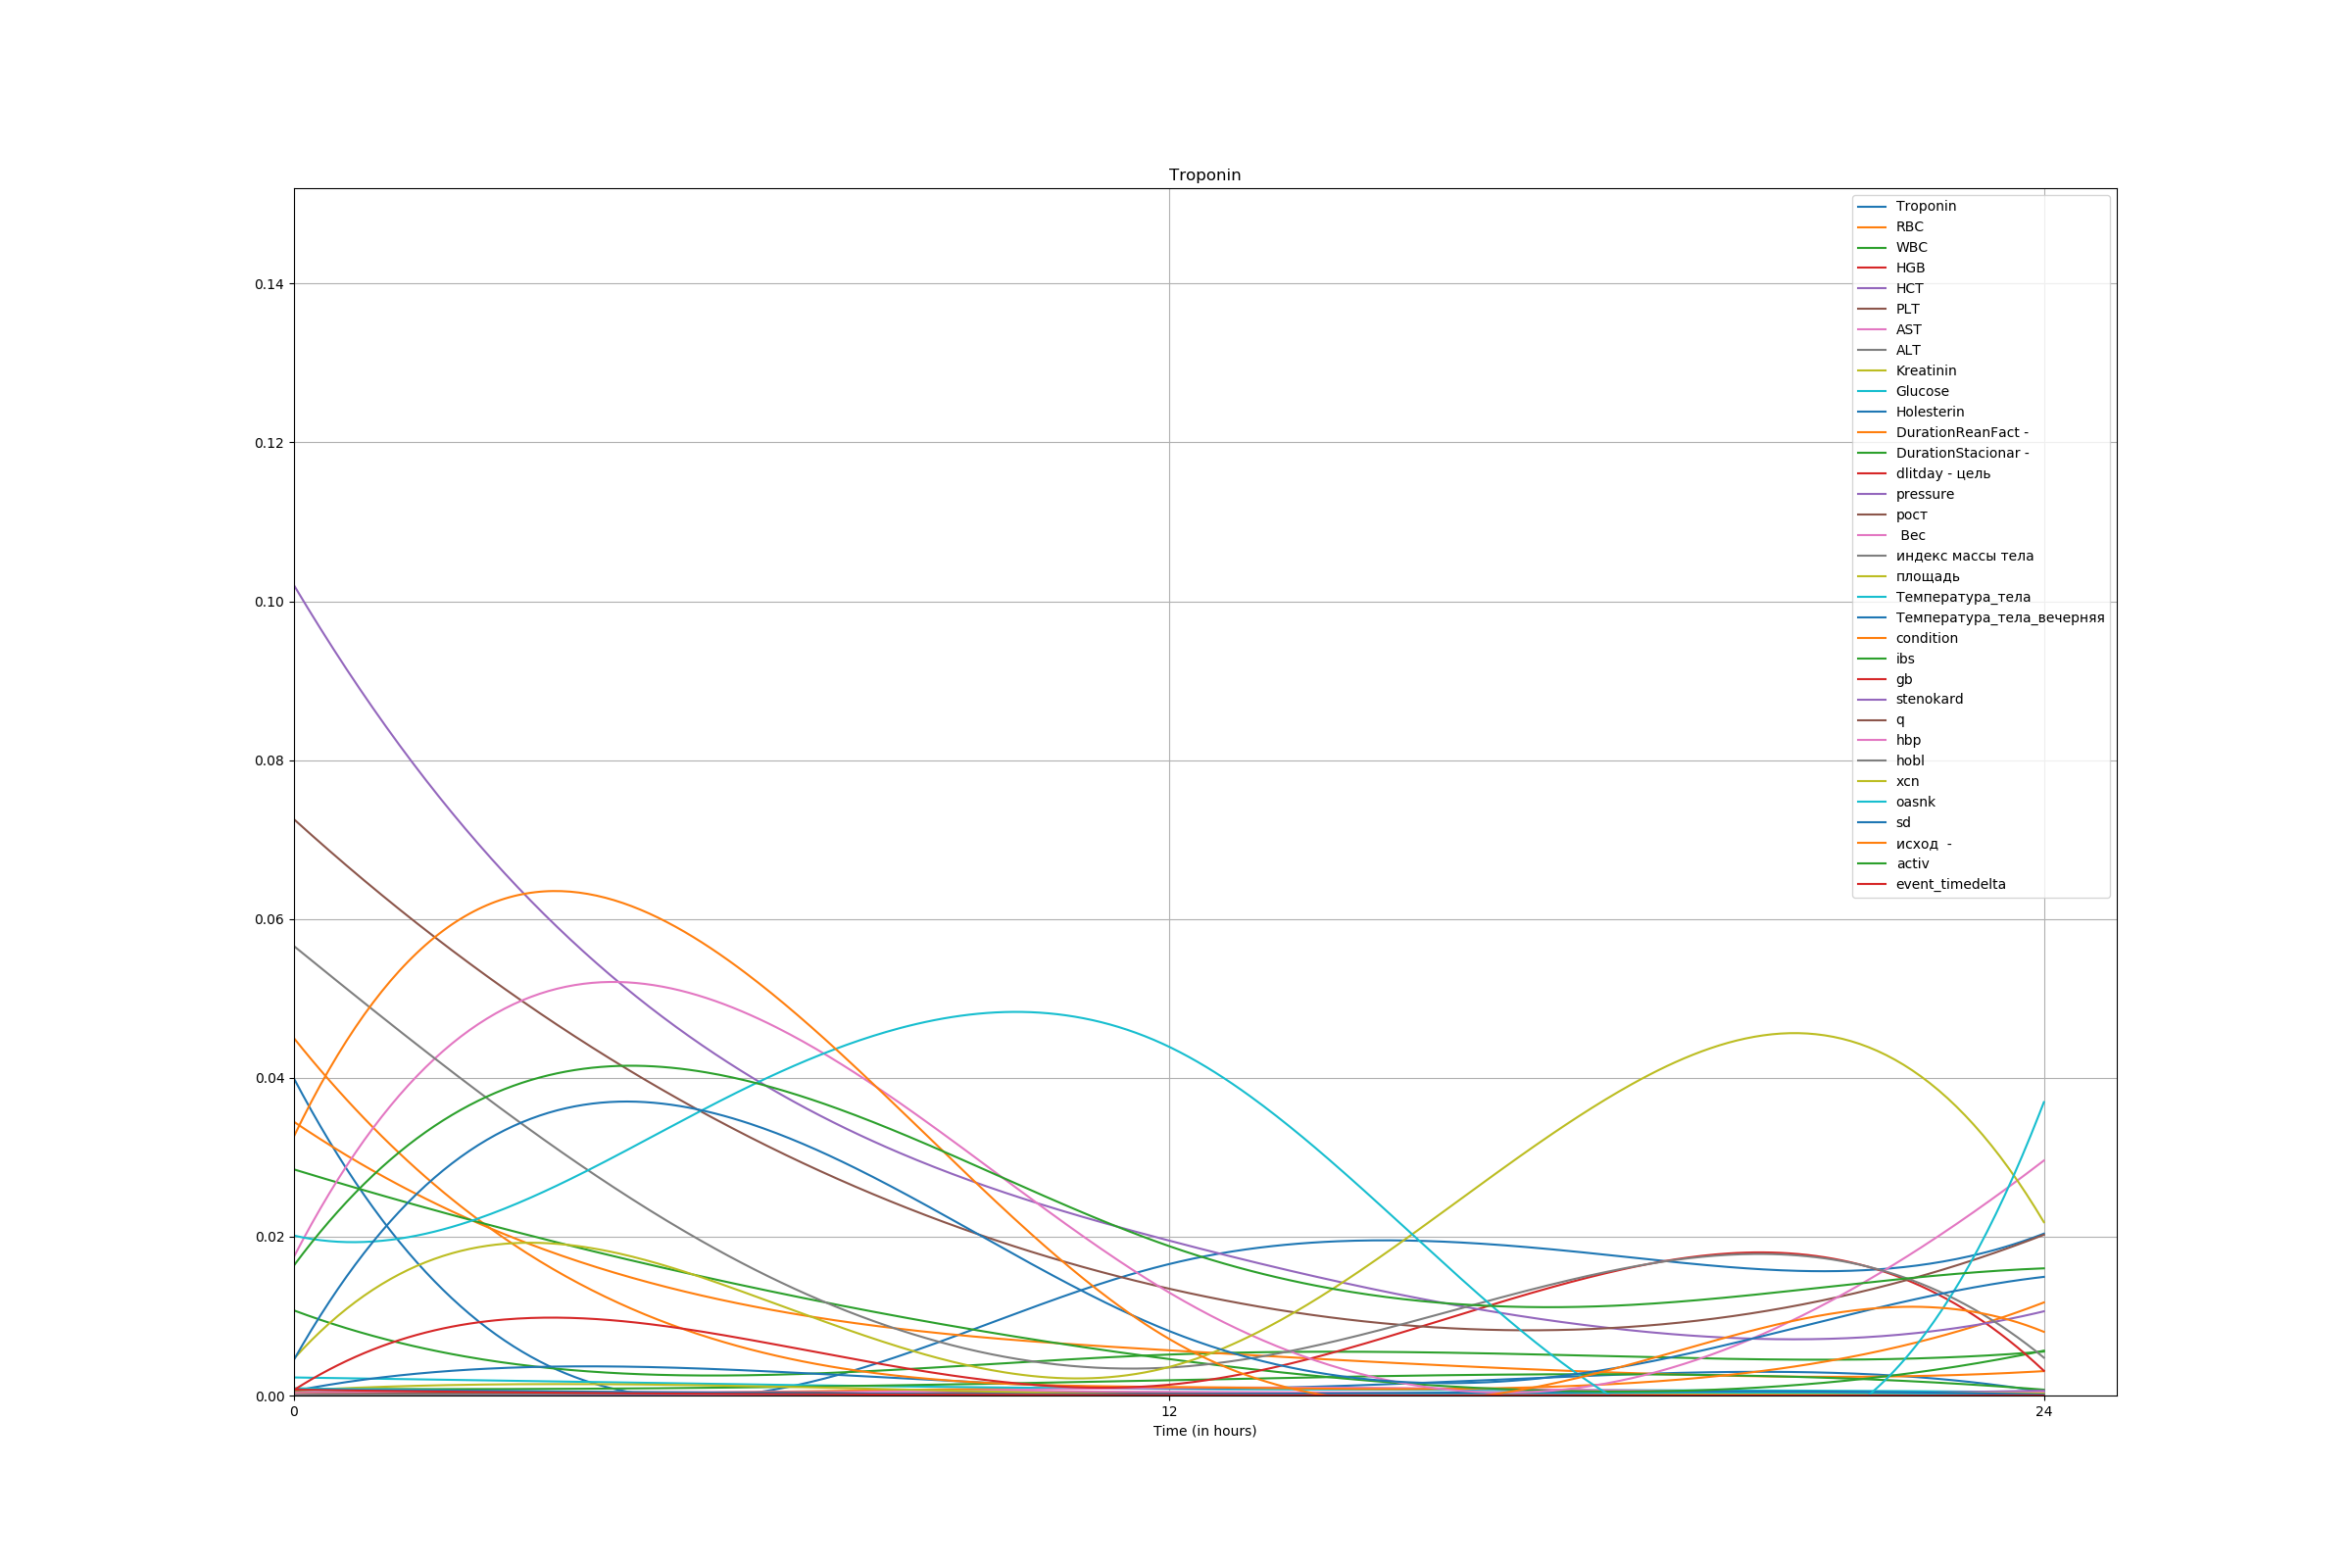 Troponin
0.14
0.12
0.10
0.08
0.06
0.04
0.02
0.00
0
12
24
Time (in hours)
Troponin
RBC
WBC
HGB
HCT
PLT
AST
ALT
Kreatinin
Glucose
Holesterin
DurationReanFact -
DurationStacionar -
dlitday - цель
pressure
рост
Вес
индекс массы тела
площадь
Температура_тела
Температура_тела_вечерняя
condition
ibs
gb
stenokard
q
hbp
hobl
xcn
oasnk
sd
исход  -
activ
event_timedelta